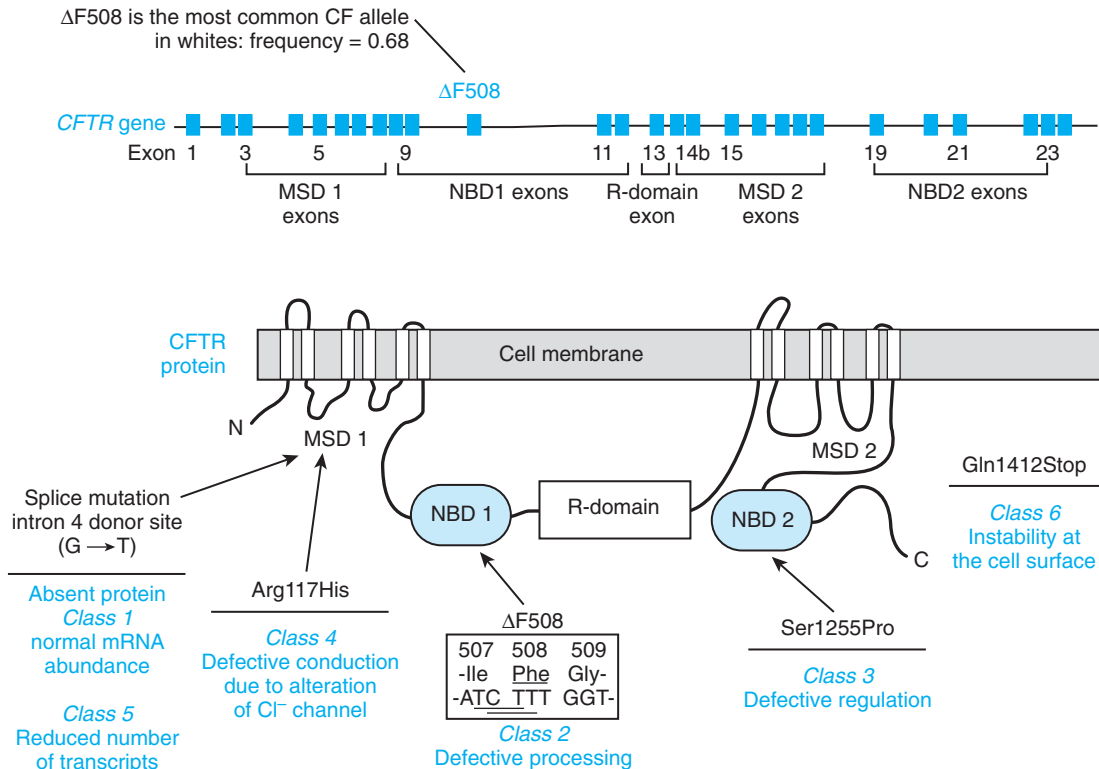 ΔF508 is the most common CF allele
in whites: frequency = 0.68
ΔF508
CFTR gene
Exon 1 3 5 9 11 13 14b 15 19 21 23
MSD 1
exons
NBD1 exons
R-domain
exon
MSD 2
exons
NBD2 exons
CFTR
protein
Cell membrane
N
MSD 1
MSD 2
NBD 1
R-domain
NBD 2
C
Splice mutation
intron 4 donor site
(G → T)
Absent protein
Class 1
normal mRNA
abundance
Class 5
Reduced number
of transcripts
Arg117His
Class 4
Defective conduction
due to alteration
of Cl⁻ channel
ΔF508
507 508 509
-Ile Phe Gly-
-ATC TTT GGT-
Class 2
Defective processing
Ser1255Pro
Class 3
Defective regulation
Gln1412Stop
Class 6
Instability at
the cell surface